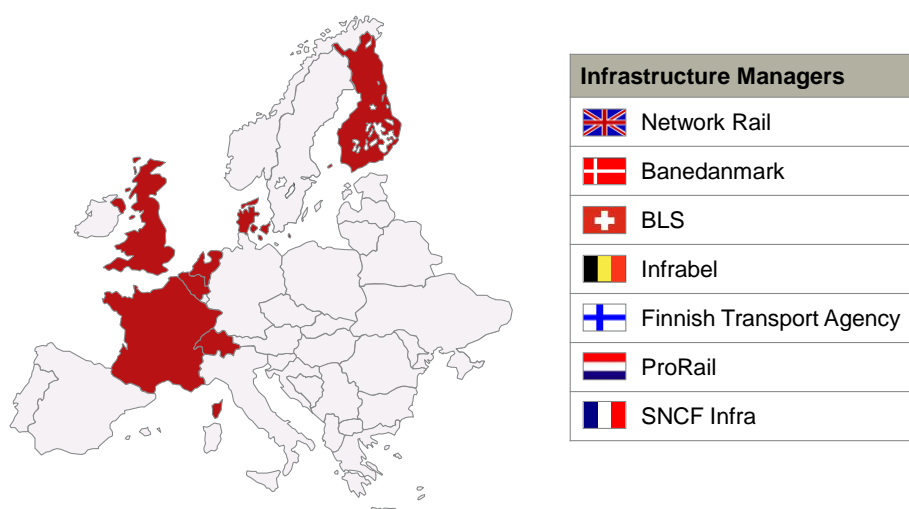 Infrastructure Managers
Network Rail
Banedanmark
BLS
Infrabel
Finnish Transport Agency
ProRail
SNCF Infra